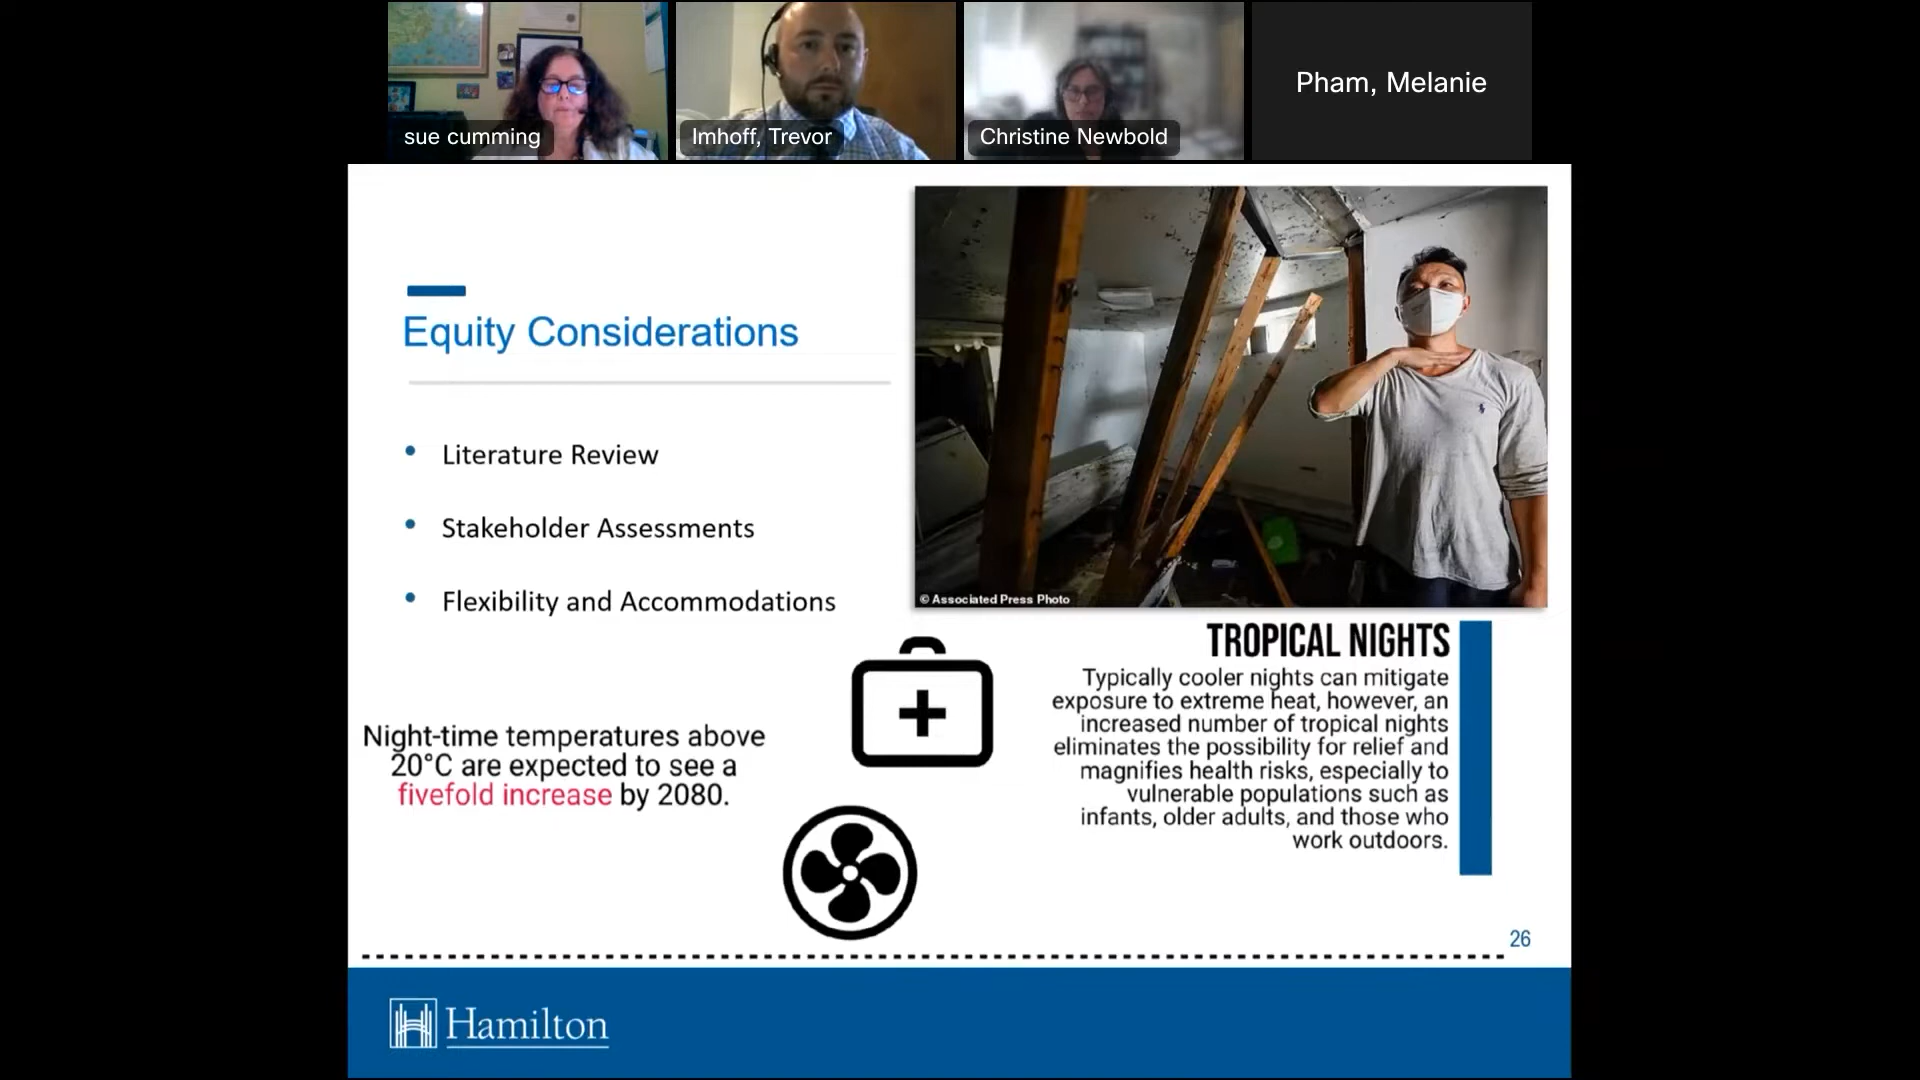 sue cumming
Imhoff, Trevor
Christine Newbold
Pham, Melanie
Equity Considerations
• Literature Review
• Stakeholder Assessments
• Flexibility and Accommodations
© Associated Press Photo
Night-time temperatures above
20°C are expected to see a
fivefold increase by 2080.
TROPICAL NIGHTS
Typically cooler nights can mitigate
exposure to extreme heat, however, an
increased number of tropical nights
eliminates the possibility for relief and
magnifies health risks, especially to
vulnerable populations such as
infants, older adults, and those who
work outdoors.
26
Hamilton